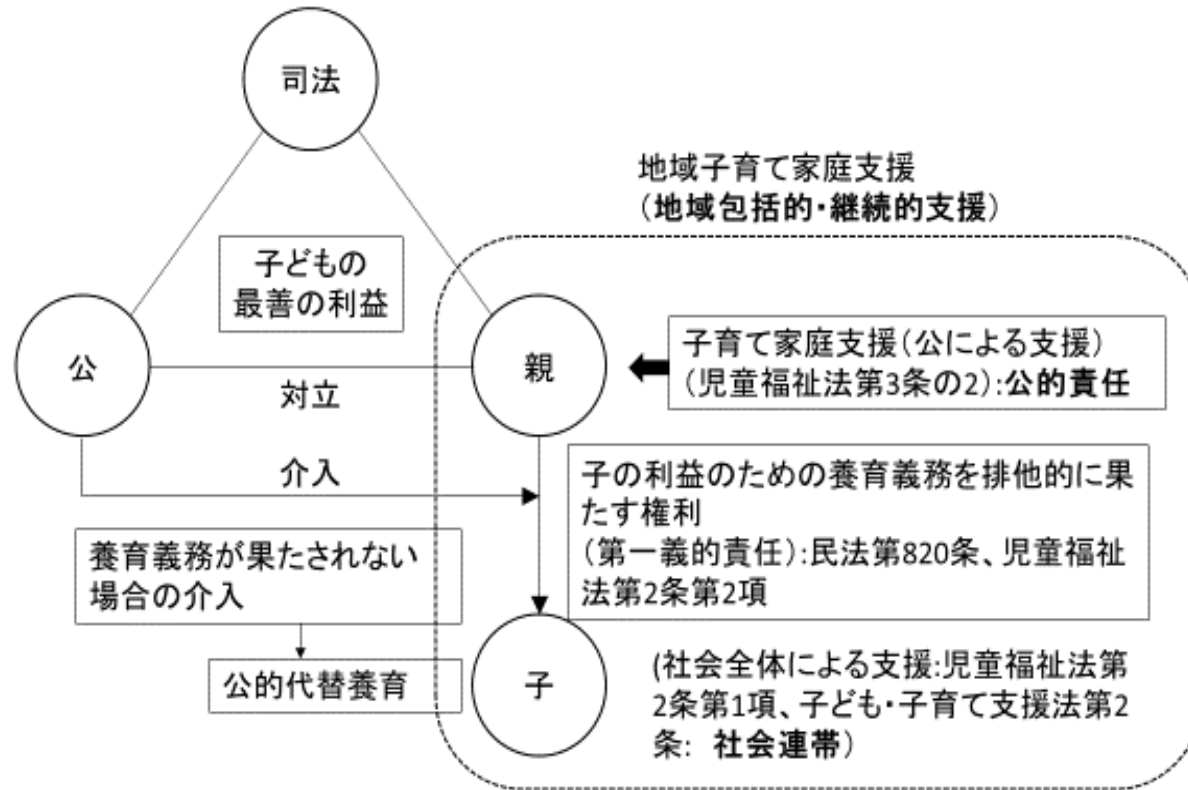 司法
地域子育て家庭支援
（地域包括的・継続的支援）
子どもの
最善の利益
公
親
対立
子育て家庭支援（公による支援）
（児童福祉法第3条の2）:公的責任
介入
子の利益のための養育義務を排他的に果
たす権利
（第一義的責任）:民法第820条、児童福祉
法第2条第2項
養育義務が果たされない
場合の介入
公的代替養育
子
(社会全体による支援:児童福祉法第
2条第1項、子ども・子育て支援法第2
条: 社会連帯）